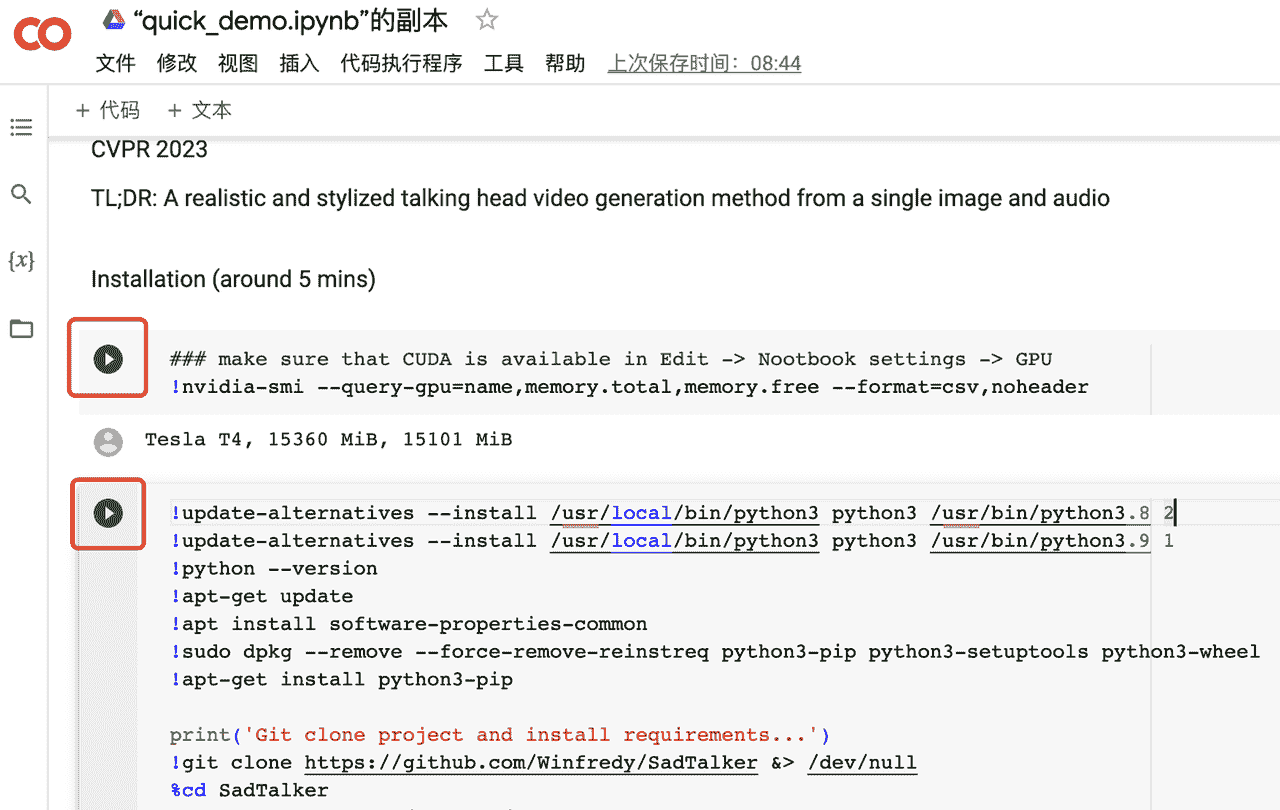 CO
“quick_demo.ipynb”的副本
文件 修改 视图 插入 代码执行程序 工具 帮助 上次保存时间：08:44
+ 代码 + 文本
CVPR 2023
TL;DR: A realistic and stylized talking head video generation method from a single image and audio
{x}
Installation (around 5 mins)
### make sure that CUDA is available in Edit -> Nootbook settings -> GPU
!nvidia-smi --query-gpu=name,memory.total,memory.free --format=csv,noheader
Tesla T4, 15360 MiB, 15101 MiB
!update-alternatives --install /usr/local/bin/python3 python3 /usr/bin/python3.8 2
!update-alternatives --install /usr/local/bin/python3 python3 /usr/bin/python3.9 1
!python --version
!apt-get update
!apt install software-properties-common
!sudo dpkg --remove --force-remove-reinstreq python3-pip python3-setuptools python3-wheel
!apt-get install python3-pip
print('Git clone project and install requirements...')
!git clone https://github.com/Winfredy/SadTalker &> /dev/null
%cd SadTalker